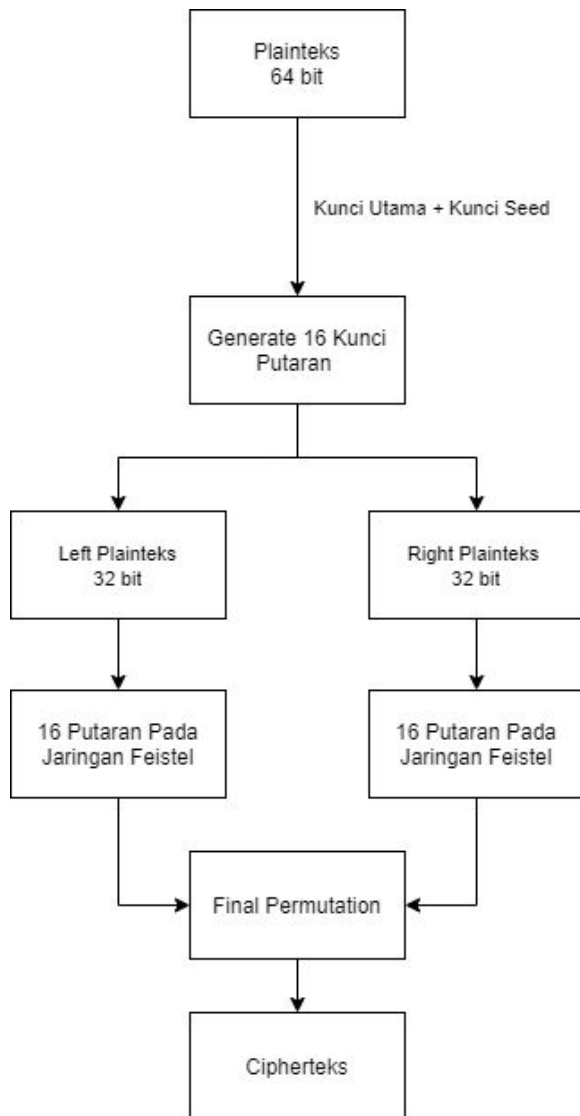 Plainteks
64 bit
Kunci Utama + Kunci Seed
Generate 16 Kunci
Putaran
Left Plainteks
32 bit
Right Plainteks
32 bit
16 Putaran Pada
Jaringan Feistel
16 Putaran Pada
Jaringan Feistel
Final Permutation
Cipherteks